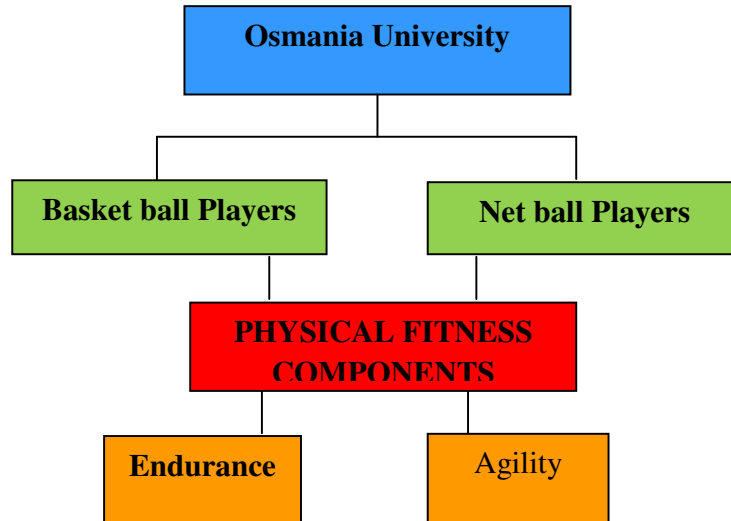 Osmania University
Basket ball Players
Net ball Players
PHYSICAL FITNESS
COMPONENTS
Endurance
Agility